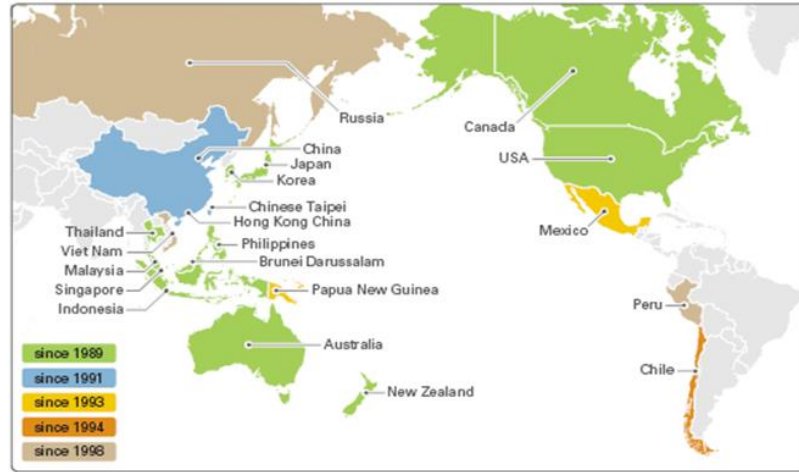 Russia
Canada
China
USA
Japan
Korea
Chinese Taipei
Hong Kong China
Thailand
Mexico
Philippines
Viet Nam
Brunei Darussalam
Malaysia
Singapore
Papua New Guinea
Indonesia
Peru
Australia
since 1989
Chile
since 1991
New Zealand
since 1993
since 1994
since 1998